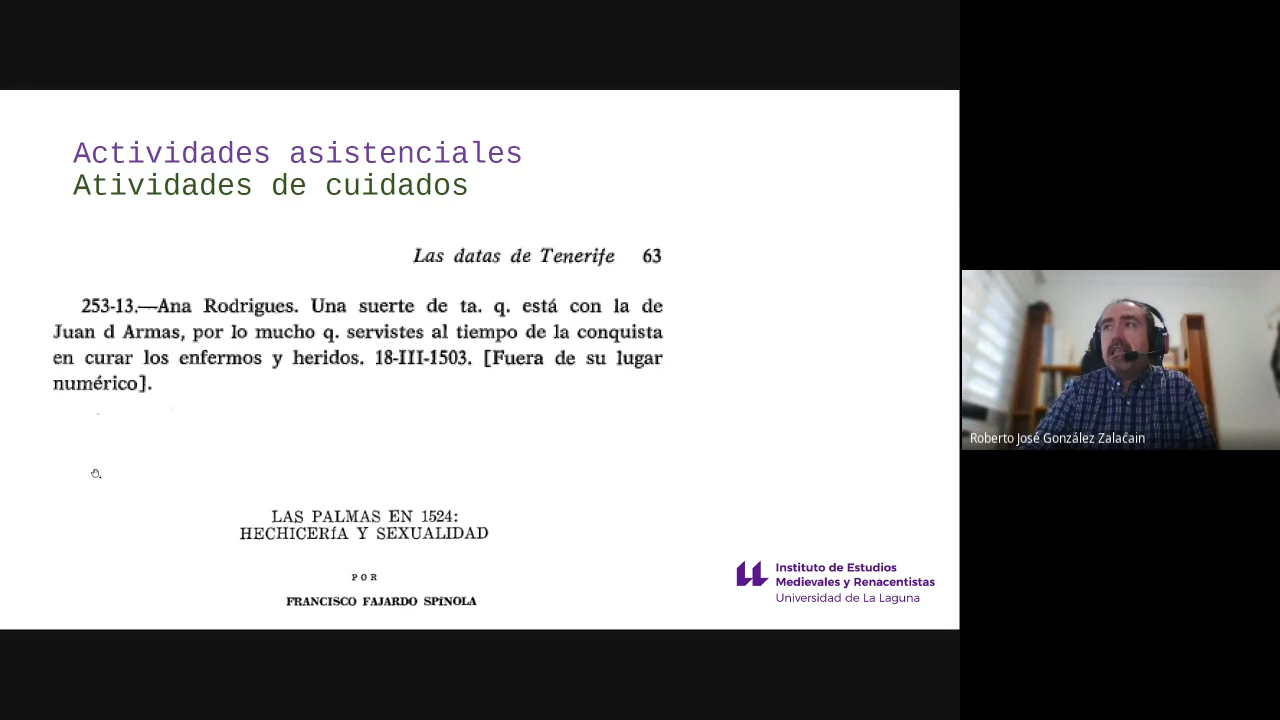 Actividades asistenciales
Atividades de cuidados
Las datas de Tenerife 63
253-13.—Ana Rodrigues. Una suerte de ta. q. está con la de
Juan d Armas, por lo mucho q. servistes al tiempo de la conquista
en curar los enfermos y heridos. 18-III-1503. [Fuera de su lugar
numérico].
LAS PALMAS EN 1524:
HECHICERÍA Y SEXUALIDAD
POR
FRANCISCO FAJARDO SPÍNOLA
Instituto de Estudios
Medievales y Renacentistas
Universidad de La Laguna
Roberto José González Zalacain